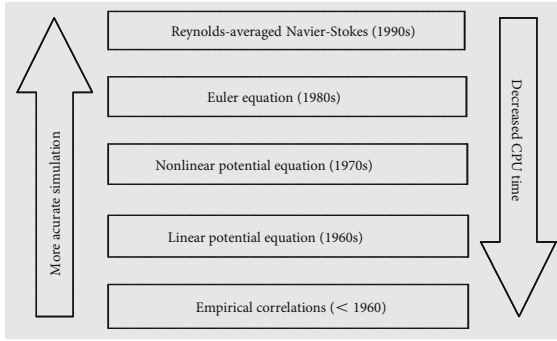 Reynolds-averaged Navier-Stokes (1990s)
Euler equation (1980s)
Nonlinear potential equation (1970s)
Linear potential equation (1960s)
Empirical correlations (< 1960)
More acurate simulation
Decreased CPU time